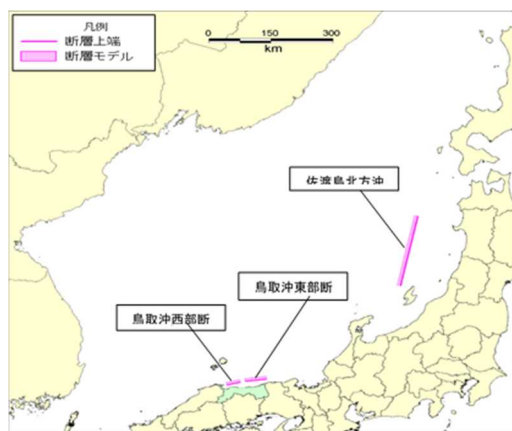 凡例
断層上端
断層モデル
0 150 300
km
佐渡島北方沖
鳥取沖東部断
鳥取沖西部断